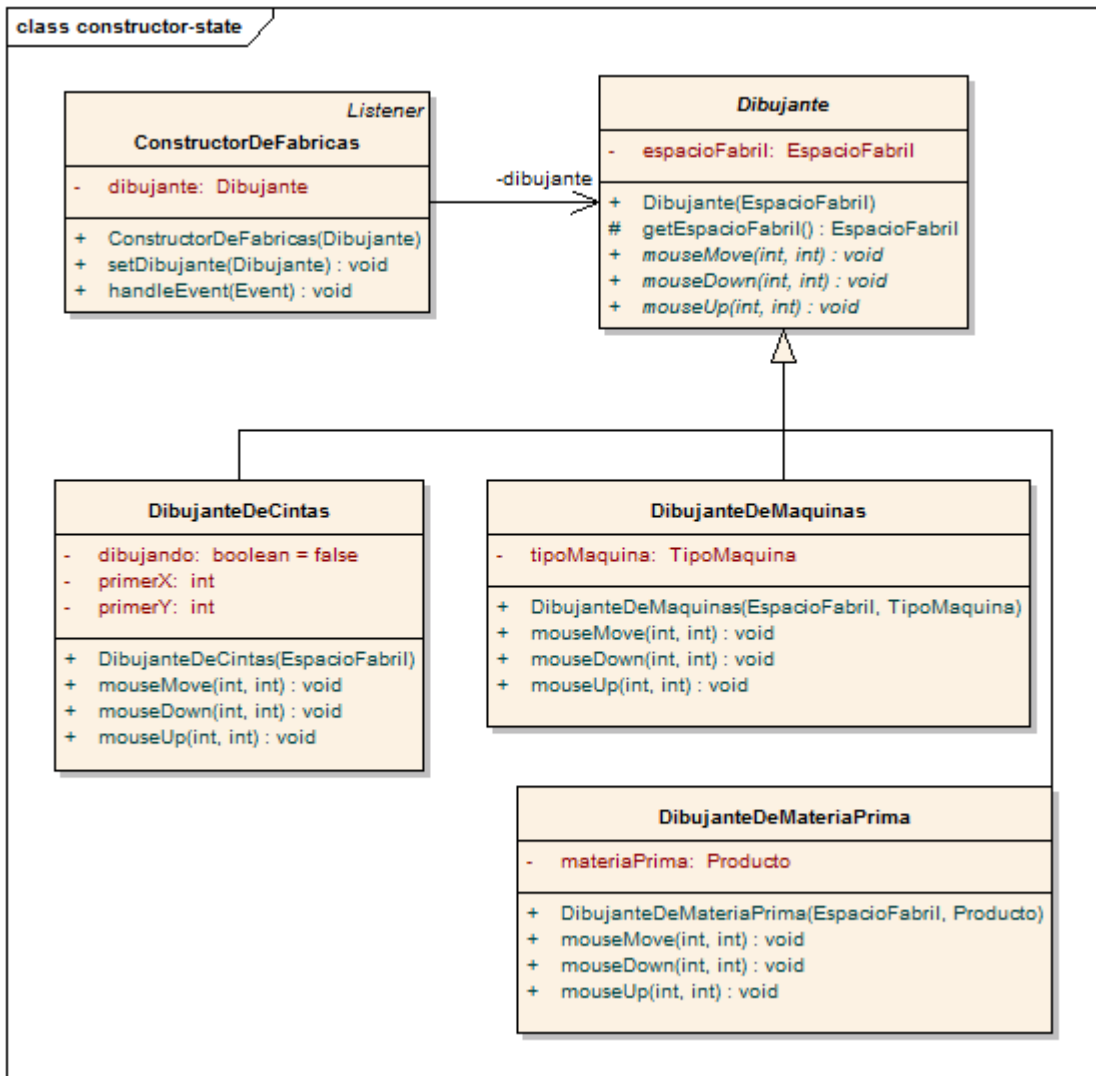 class constructor-state
Listener
ConstructorDeFabricas
- dibujante: Dibujante
+ ConstructorDeFabricas(Dibujante)
+ setDibujante(Dibujante) : void
+ handleEvent(Event) : void
-dibujante
Dibujante
- espacioFabril: EspacioFabril
+ Dibujante(EspacioFabril)
# getEspacioFabril() : EspacioFabril
+ mouseMove(int, int) : void
+ mouseDown(int, int) : void
+ mouseUp(int, int) : void
DibujanteDeCintas
- dibujando: boolean = false
- primerX: int
- primerY: int
+ DibujanteDeCintas(EspacioFabril)
+ mouseMove(int, int) : void
+ mouseDown(int, int) : void
+ mouseUp(int, int) : void
DibujanteDeMaquinas
- tipoMaquina: TipoMaquina
+ DibujanteDeMaquinas(EspacioFabril, TipoMaquina)
+ mouseMove(int, int) : void
+ mouseDown(int, int) : void
+ mouseUp(int, int) : void
DibujanteDeMateriaPrima
- materiaPrima: Producto
+ DibujanteDeMateriaPrima(EspacioFabril, Producto)
+ mouseMove(int, int) : void
+ mouseDown(int, int) : void
+ mouseUp(int, int) : void